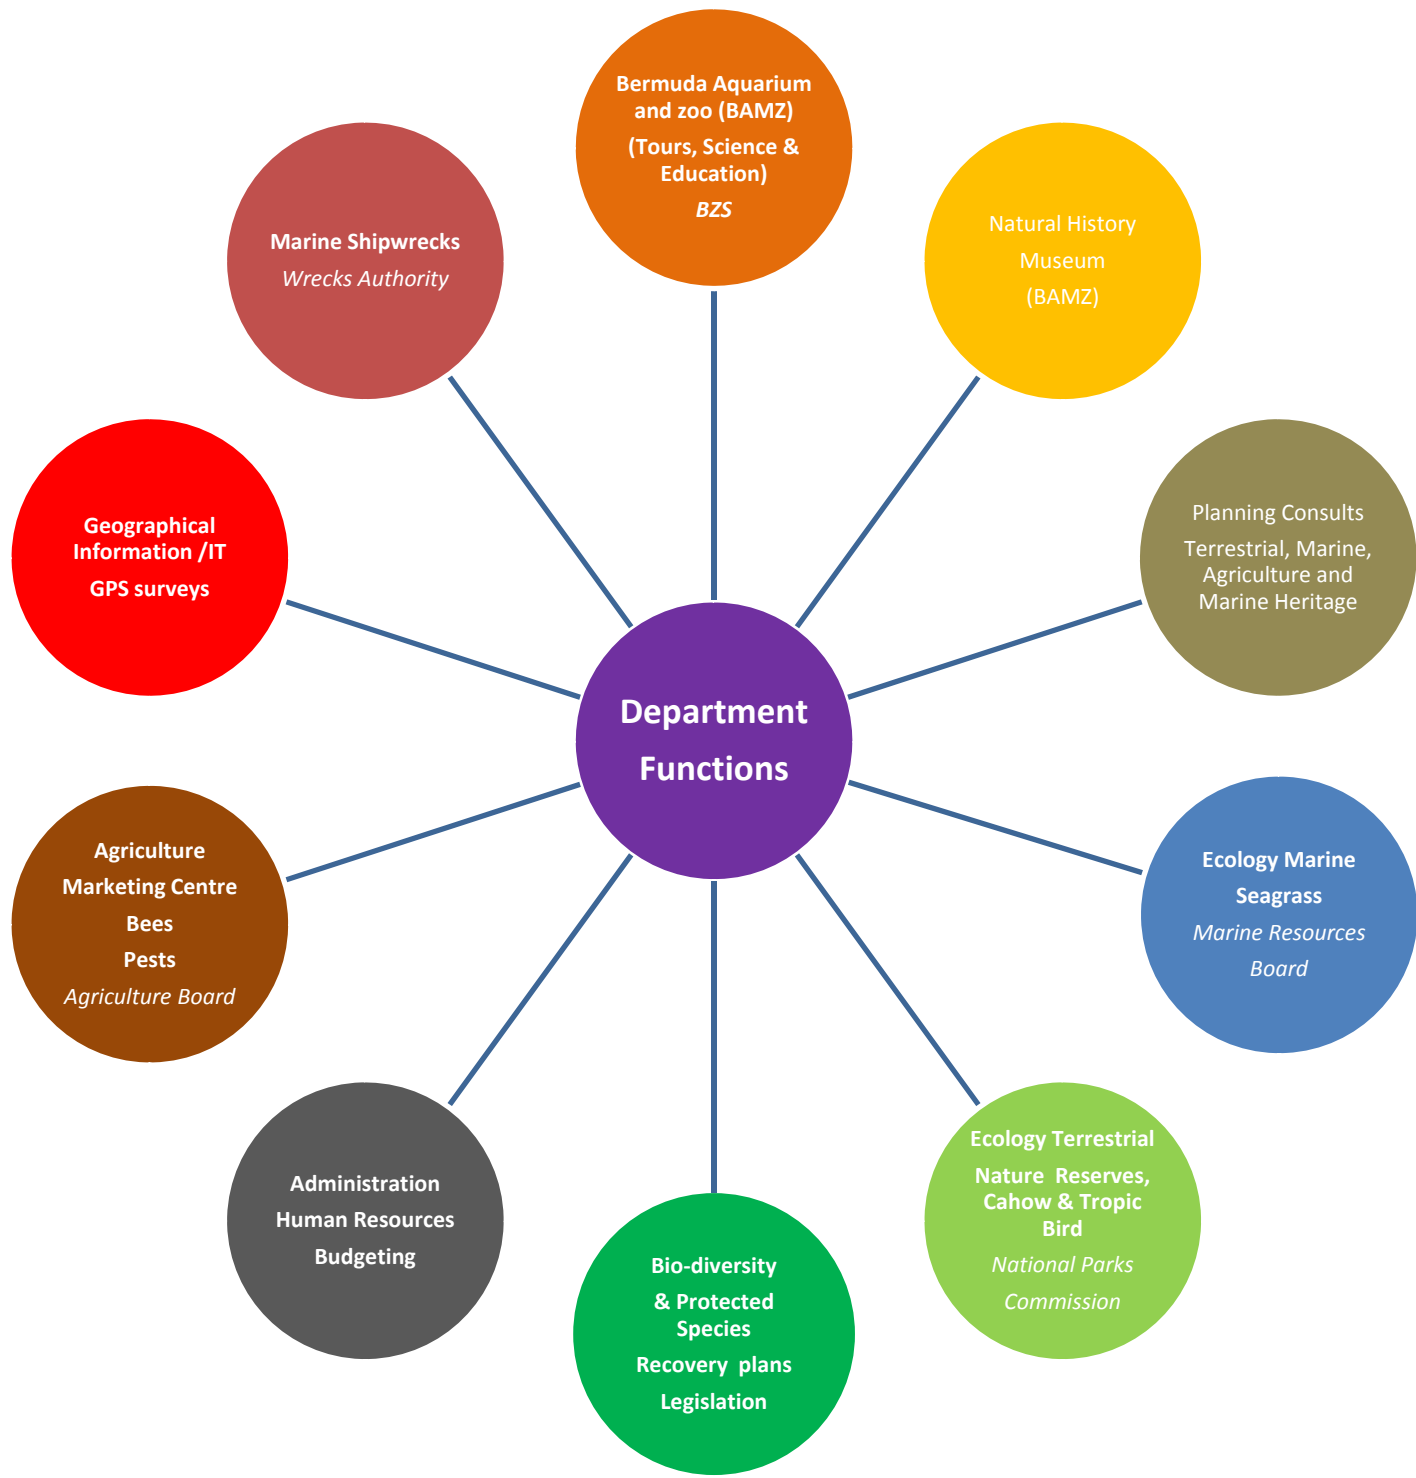 Bermuda Aquarium
and zoo (BAMZ)
(Tours, Science &
Education)
BZS
Natural History
Museum
(BAMZ)
Planning Consults
Terrestrial, Marine,
Agriculture and
Marine Heritage
Ecology Marine
Seagrass
Marine Resources
Board
Ecology Terrestrial
Nature Reserves,
Cahow & Tropic
Bird
National Parks
Commission
Bio-diversity
& Protected
Species
Recovery plans
Legislation
Administration
Human Resources
Budgeting
Agriculture
Marketing Centre
Bees
Pests
Agriculture Board
Geographical
Information /IT
GPS surveys
Marine Shipwrecks
Wrecks Authority
Department
Functions